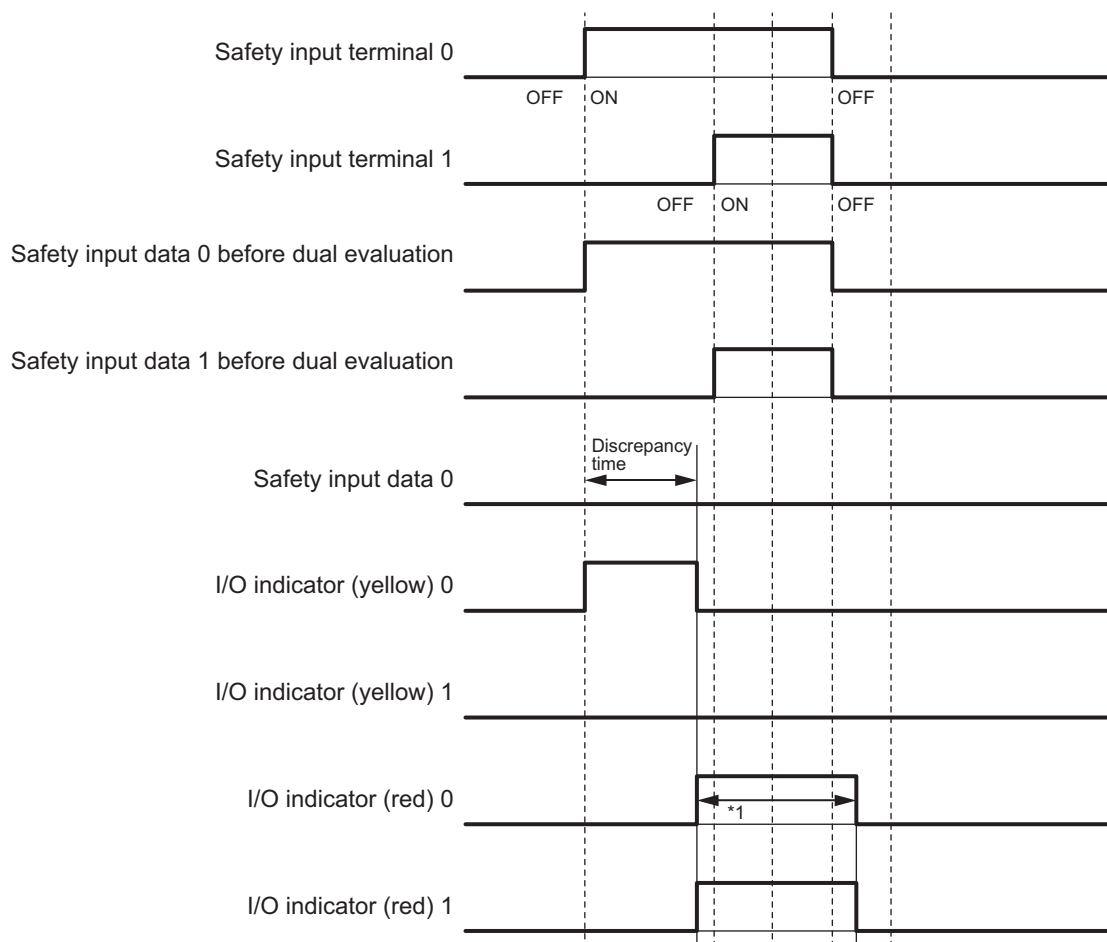 Safety input terminal 0
OFF ON OFF
Safety input terminal 1
OFF ON OFF
Safety input data 0 before dual evaluation
Safety input data 1 before dual evaluation
Discrepancy
time
Safety input data 0
I/O indicator (yellow) 0
I/O indicator (yellow) 1
I/O indicator (red) 0
*1
I/O indicator (red) 1